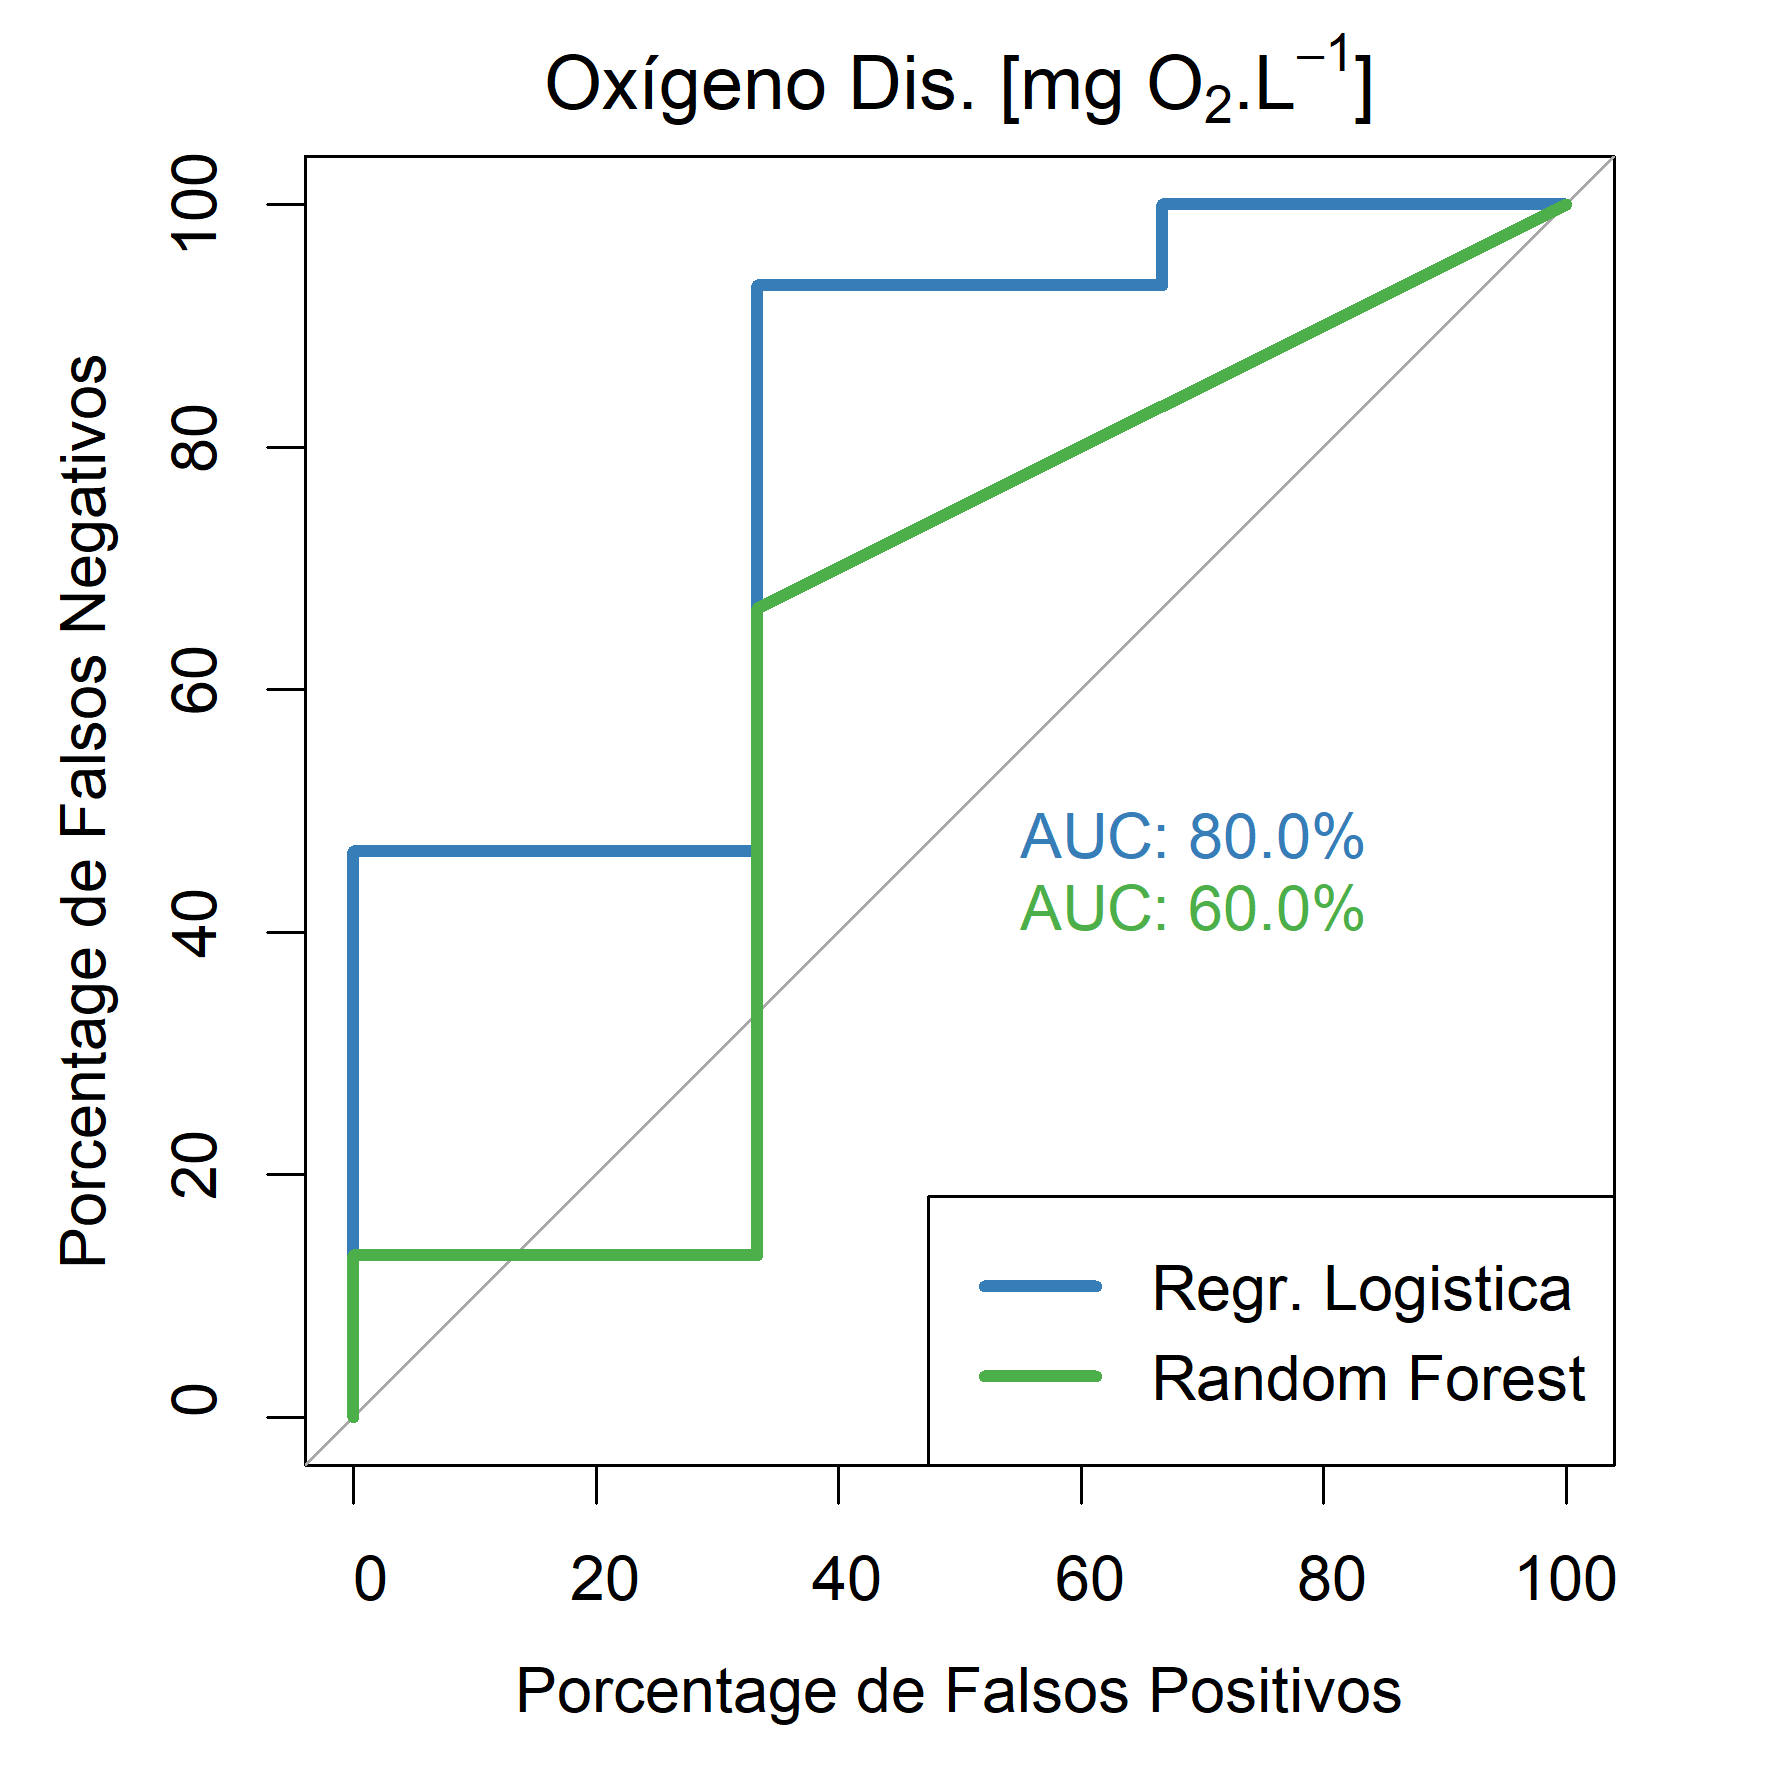 Oxígeno Dis. [mg O₂.L⁻¹]
Porcentage de Falsos Negativos
100
80
60
40
20
0
AUC: 80.0%
AUC: 60.0%
Regr. Logistica
Random Forest
0 20 40 60 80 100
Porcentage de Falsos Positivos